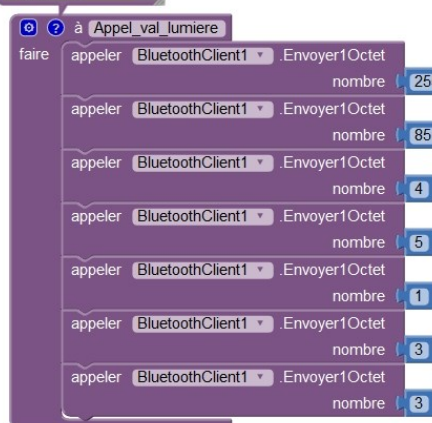 à Appel_val_lumiere
faire appeler BluetoothClient1 .Envoyer1Octet
nombre 25
appeler BluetoothClient1 .Envoyer1Octet
nombre 85
appeler BluetoothClient1 .Envoyer1Octet
nombre 4
appeler BluetoothClient1 .Envoyer1Octet
nombre 5
appeler BluetoothClient1 .Envoyer1Octet
nombre 1
appeler BluetoothClient1 .Envoyer1Octet
nombre 3
appeler BluetoothClient1 .Envoyer1Octet
nombre 3